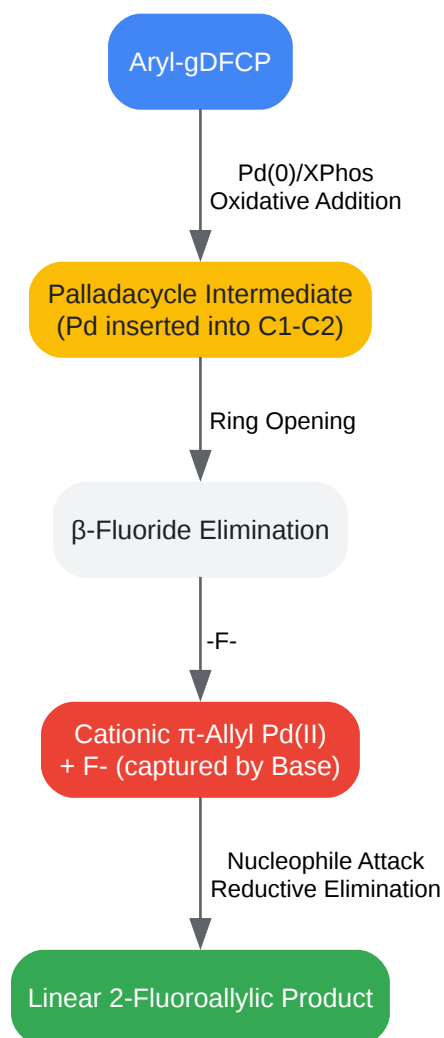 Aryl-gDFCP
Pd(0)/XPhos
Oxidative Addition
Palladacycle Intermediate
(Pd inserted into C1-C2)
Ring Opening
β-Fluoride Elimination
-F-
Cationic π-Allyl Pd(II)
+ F- (captured by Base)
Nucleophile Attack
Reductive Elimination
Linear 2-Fluoroallylic Product